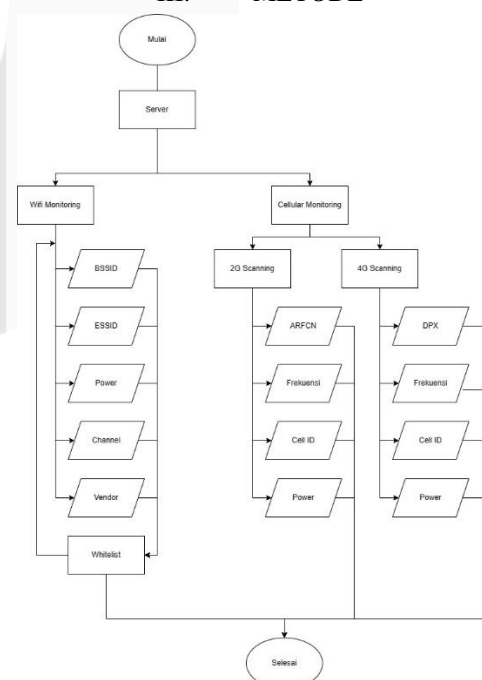 III. METODE
Mulai
Server
Wifi Monitoring
Cellular Monitoring
2G Scanning
4G Scanning
BSSID
ARFCN
DPX
ESSID
Frekuensi
Frekuensi
Power
Cell ID
Cell ID
Channel
Power
Power
Vendor
Whitelist
Selesai